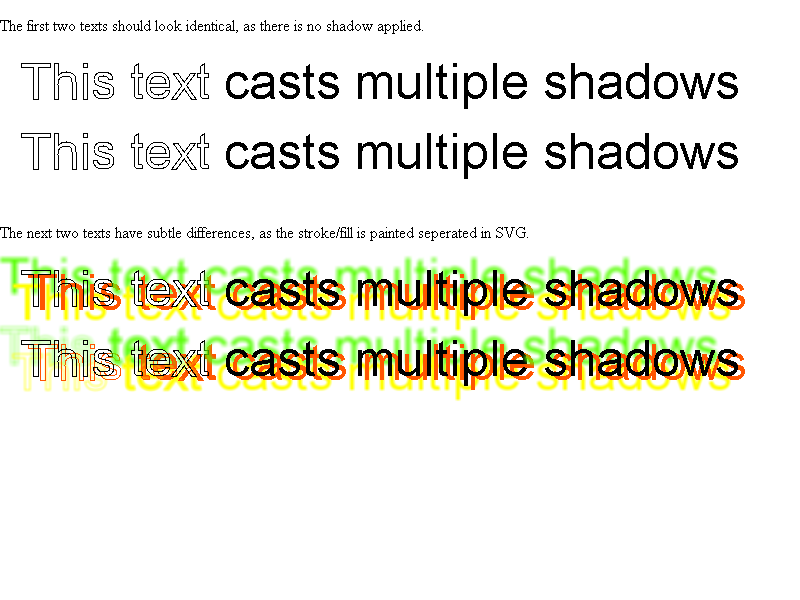 The first two texts should look identical, as there is no shadow applied.
This text casts multiple shadows
This text casts multiple shadows
The next two texts have subtle differences, as the stroke/fill is painted seperated in SVG.
This text casts multiple shadows
This text casts multiple shadows